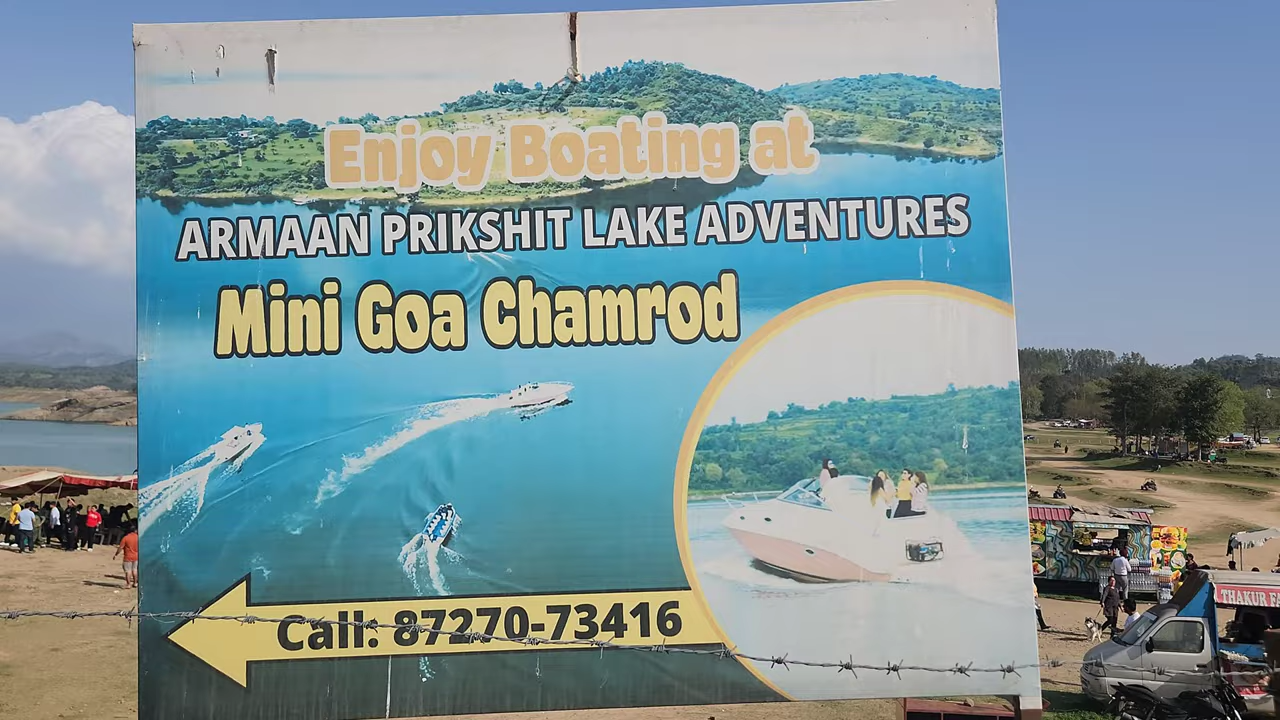 Enjoy Boating at
ARMAAN PRIKSHIT LAKE ADVENTURES
Mini Goa Chamrod
Call: 87270-73416
THAKUR FA